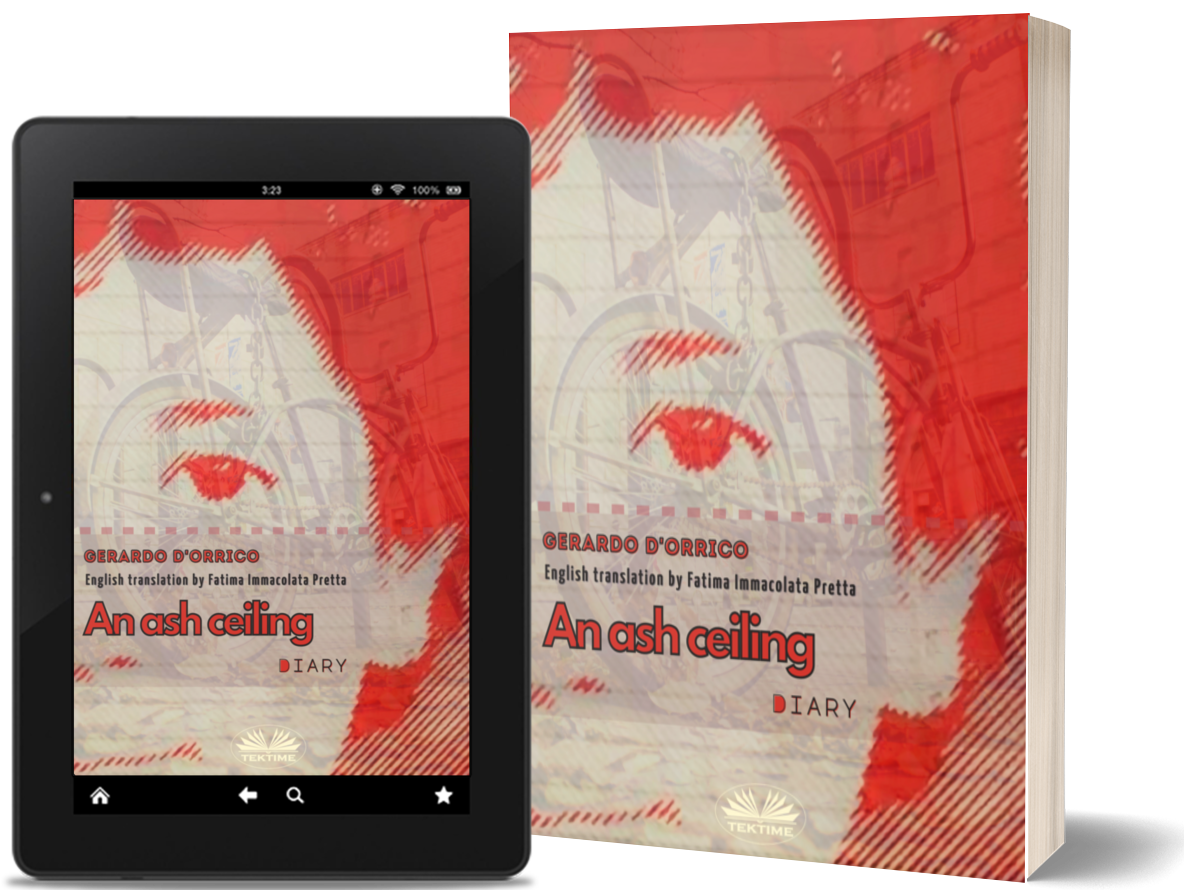 3:23
100%
GERARDO D'ORRICO
English translation by Fatima Immacolata Pretta
An ash ceiling
DIARY
TEKTIME
GERARDO D'ORRICO
English translation by Fatima Immacolata Pretta
An ash ceiling
DIARY
TEKTIME